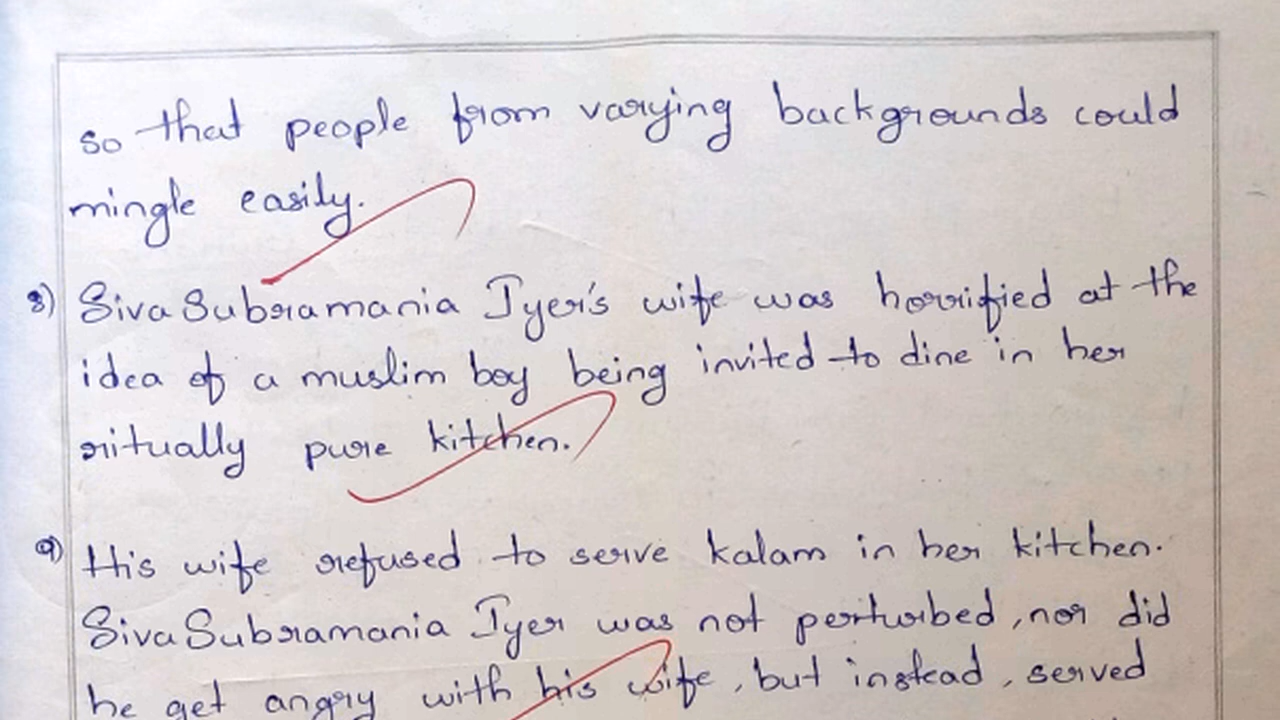 so that people from varying backgrounds could
mingle easily.
8) Siva Subramania Iyer's wife was horrified at the
idea of a muslim boy being invited to dine in her
ritually pure kitchen.
9) His wife refused to serve kalam in her kitchen.
Siva Subramania Iyer was not perturbed, nor did
he get angry with his wife, but instead, served